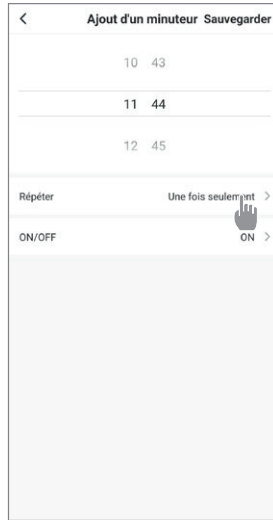 Ajout d'un minuteur Sauvegarder
10 43
11 44
12 45
Répéter Une fois seulement
ON/OFF ON